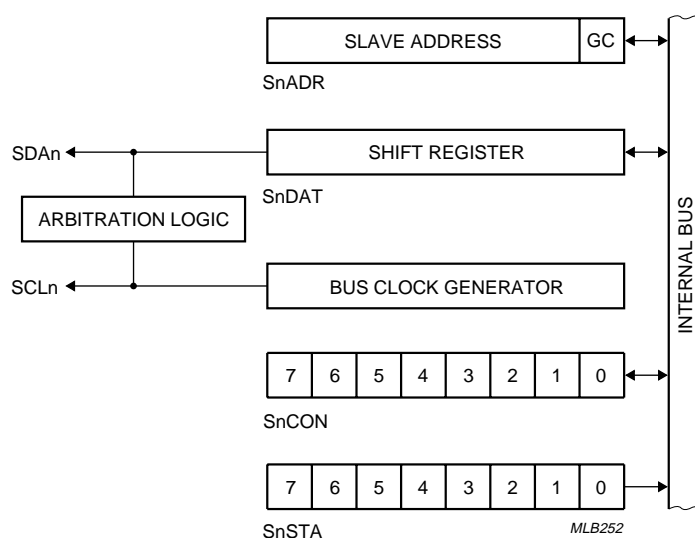 SLAVE ADDRESS GC
SnADR
SDAn SHIFT REGISTER
SnDAT
ARBITRATION LOGIC
SCLn BUS CLOCK GENERATOR
7 6 5 4 3 2 1 0
SnCON
7 6 5 4 3 2 1 0
SnSTA
MLB252
INTERNAL BUS